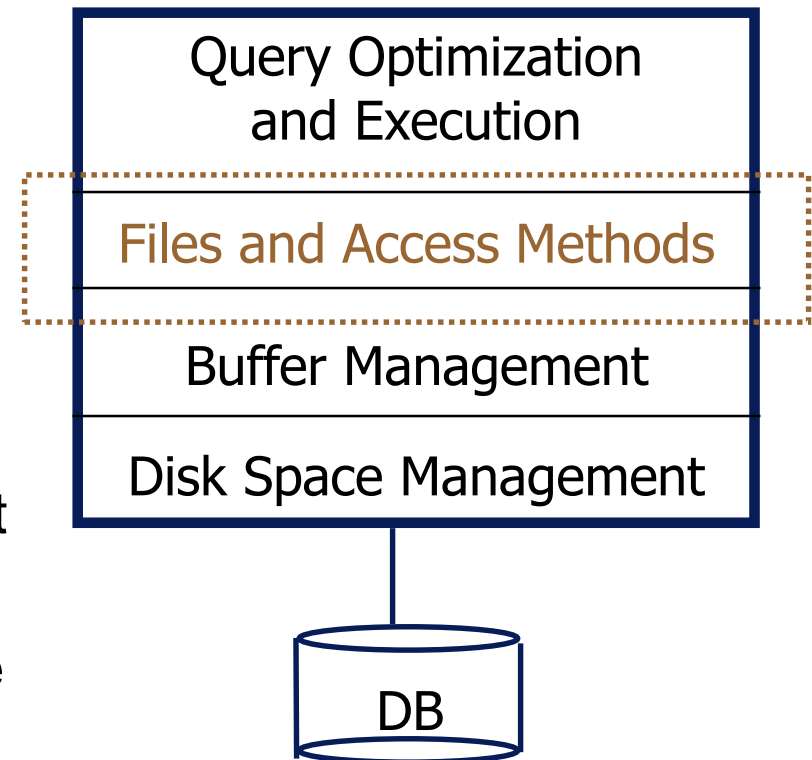 Query Optimization
and Execution
Files and Access Methods
Buffer Management
Disk Space Management
t
e
DB